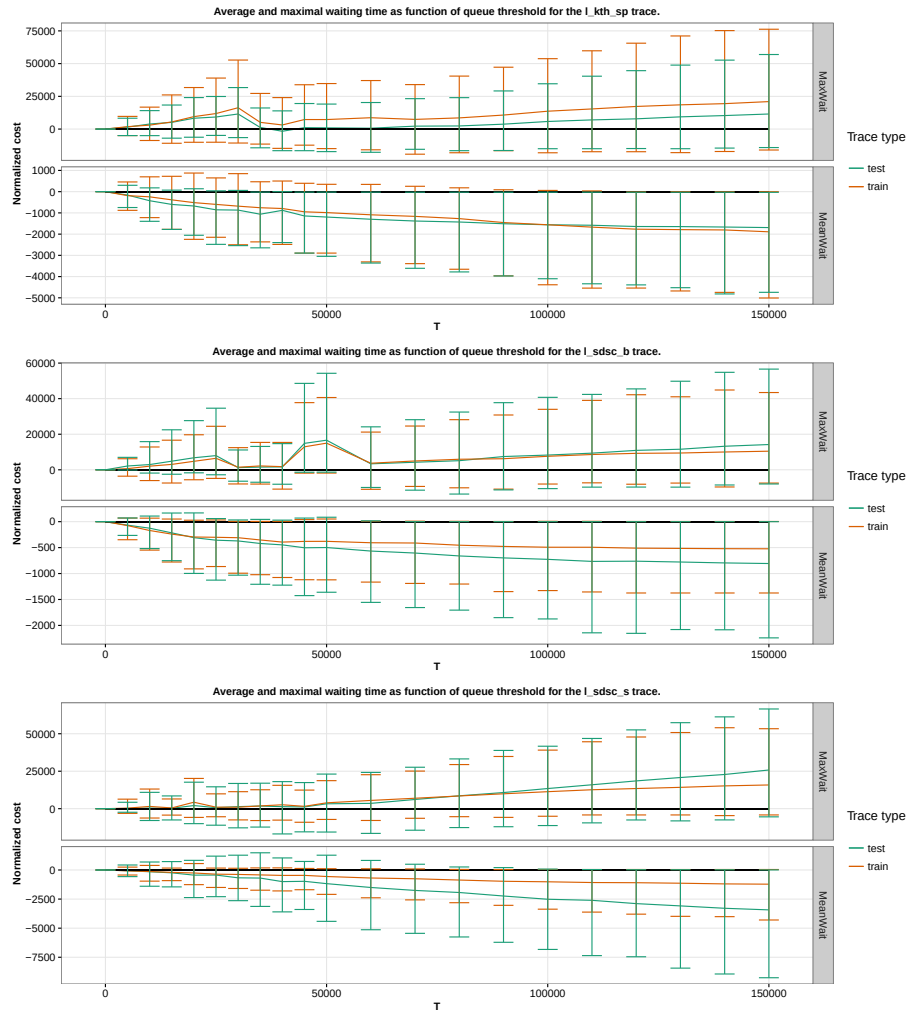 Average and maximal waiting time as function of queue threshold for the l_kth_sp trace.
75000
50000
25000
0
MaxWait
1000
0
−1000
−2000
−3000
−4000
−5000
MeanWait
Normalized cost
0
50000
100000
150000
T
Trace type
test
train
Average and maximal waiting time as function of queue threshold for the l_sdsc_b trace.
60000
40000
20000
0
MaxWait
0
−500
−1000
−1500
−2000
MeanWait
Normalized cost
0
50000
100000
150000
T
Trace type
test
train
Average and maximal waiting time as function of queue threshold for the l_sdsc_s trace.
50000
25000
0
MaxWait
0
−2500
−5000
−7500
MeanWait
Normalized cost
0
50000
100000
150000
T
Trace type
test
train